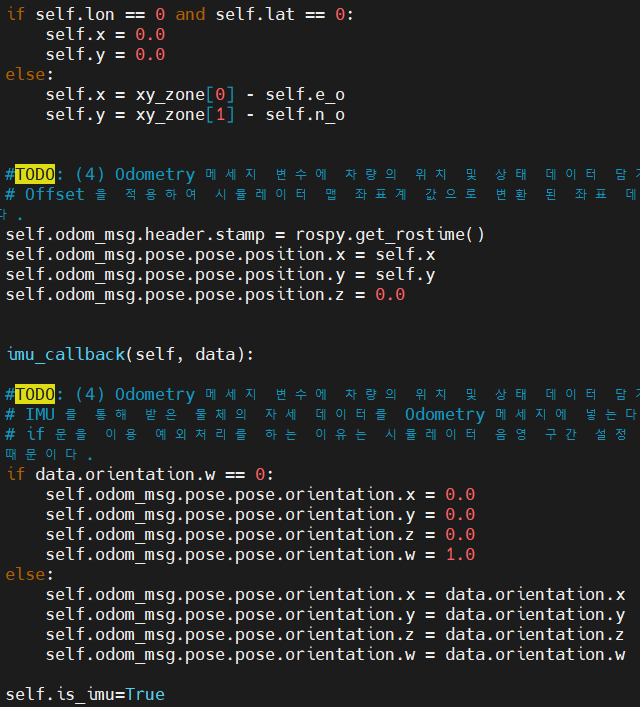 if self.lon == 0 and self.lat == 0:
    self.x = 0.0
    self.y = 0.0
else:
    self.x = xy_zone[0] - self.e_o
    self.y = xy_zone[1] - self.n_o
#TODO: (4) Odometry 메세지 변수에 차량의 위치 및 상태 데이터 담기
# Offset 을 적용하여 시뮬레이터 맵 좌표계 값으로 변환 된 좌표 데
다.
self.odom_msg.header.stamp = rospy.get_rostime()
self.odom_msg.pose.pose.position.x = self.x
self.odom_msg.pose.pose.position.y = self.y
self.odom_msg.pose.pose.position.z = 0.0
imu_callback(self, data):
#TODO: (4) Odometry 메세지 변수에 차량의 위치 및 상태 데이터 담기
# IMU 를 통해 받은 물체의 자세 데이터를 Odometry 메세지에 넣는다
# if 문을 이용 예외처리를 하는 이유는 시뮬레이터 음영 구간 설정
때문이다.
if data.orientation.w == 0:
    self.odom_msg.pose.pose.orientation.x = 0.0
    self.odom_msg.pose.pose.orientation.y = 0.0
    self.odom_msg.pose.pose.orientation.z = 0.0
    self.odom_msg.pose.pose.orientation.w = 1.0
else:
    self.odom_msg.pose.pose.orientation.x = data.orientation.x
    self.odom_msg.pose.pose.orientation.y = data.orientation.y
    self.odom_msg.pose.pose.orientation.z = data.orientation.z
    self.odom_msg.pose.pose.orientation.w = data.orientation.w
self.is_imu=True